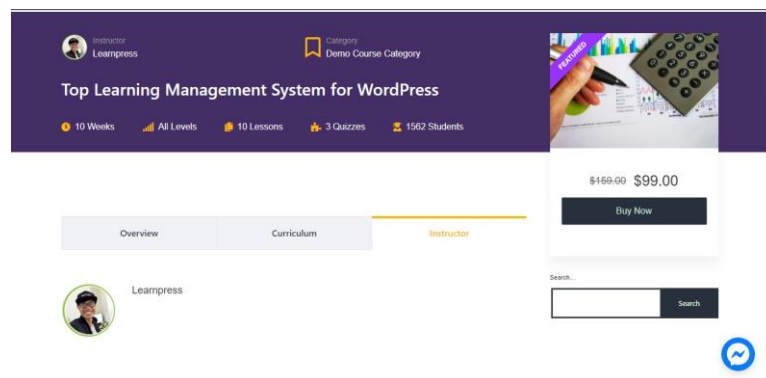 Instructor
Learnpress
Category
Demo Course Category
Top Learning Management System for WordPress
10 Weeks
All Levels
10 Lessons
3 Quizzes
1562 Students
FEATURED
$159.00 $99.00
Buy Now
Overview
Curriculum
Instructor
Learnpress
Search...
Search